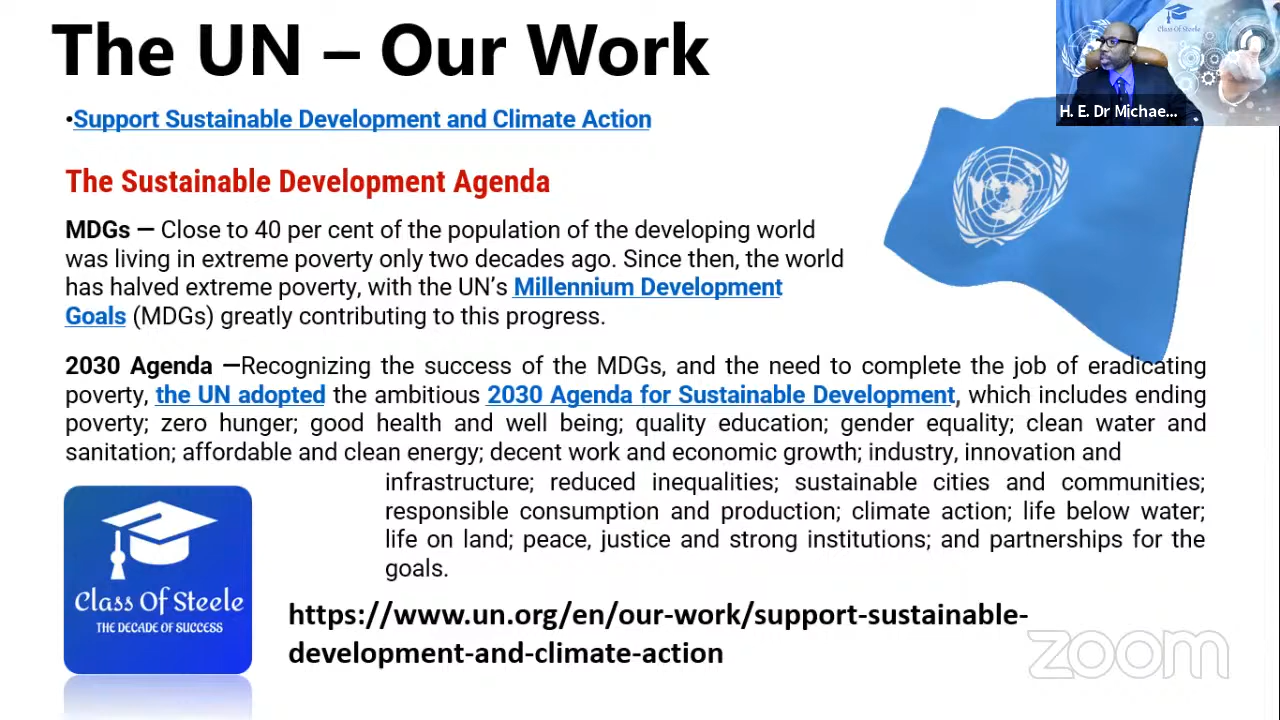 The UN – Our Work
Class Of Steele
H. E. Dr Michae...
•Support Sustainable Development and Climate Action
The Sustainable Development Agenda
MDGs — Close to 40 per cent of the population of the developing world
was living in extreme poverty only two decades ago. Since then, the world
has halved extreme poverty, with the UN’s Millennium Development
Goals (MDGs) greatly contributing to this progress.
2030 Agenda —Recognizing the success of the MDGs, and the need to complete the job of eradicating
poverty, the UN adopted the ambitious 2030 Agenda for Sustainable Development, which includes ending
poverty; zero hunger; good health and well being; quality education; gender equality; clean water and
sanitation; affordable and clean energy; decent work and economic growth; industry, innovation and
infrastructure; reduced inequalities; sustainable cities and communities;
responsible consumption and production; climate action; life below water;
life on land; peace, justice and strong institutions; and partnerships for the
goals.
Class Of Steele
THE DECADE OF SUCCESS
https://www.un.org/en/our-work/support-sustainable-
development-and-climate-action
zoom